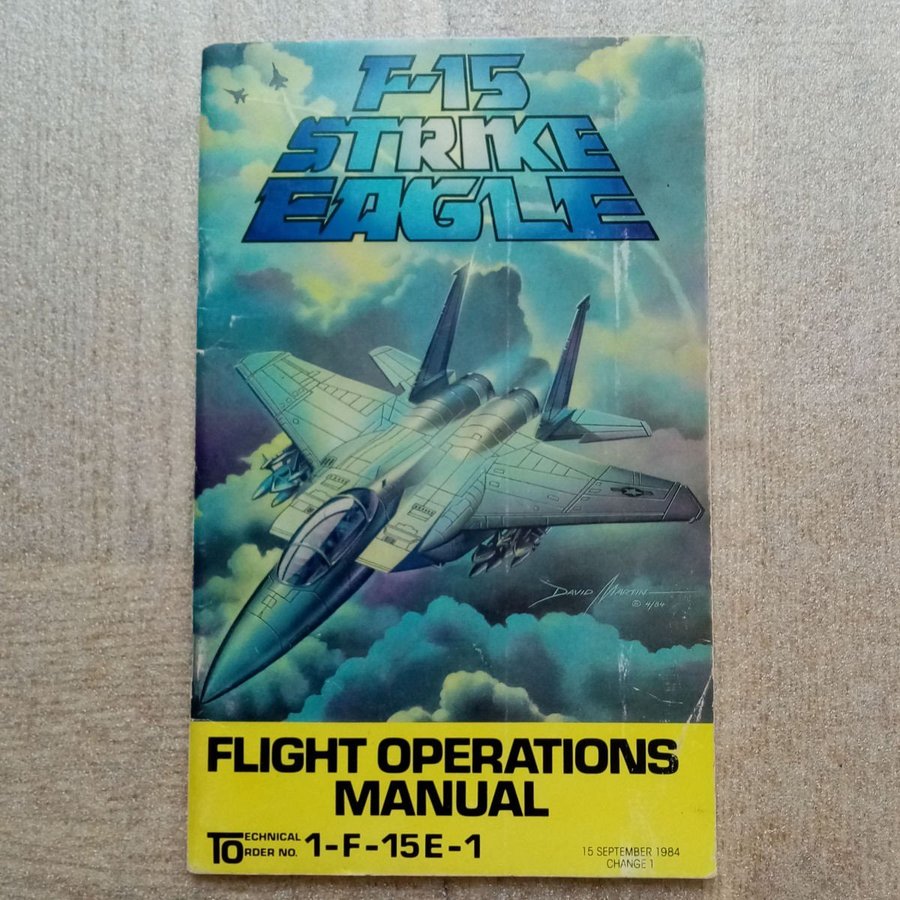 F-15
STRIKE
EAGLE
DAVID MARTIN
© 4/84
FLIGHT OPERATIONS
MANUAL
TECHNICAL
ORDER NO. 1-F-15E-1
15 SEPTEMBER 1984
CHANGE 1